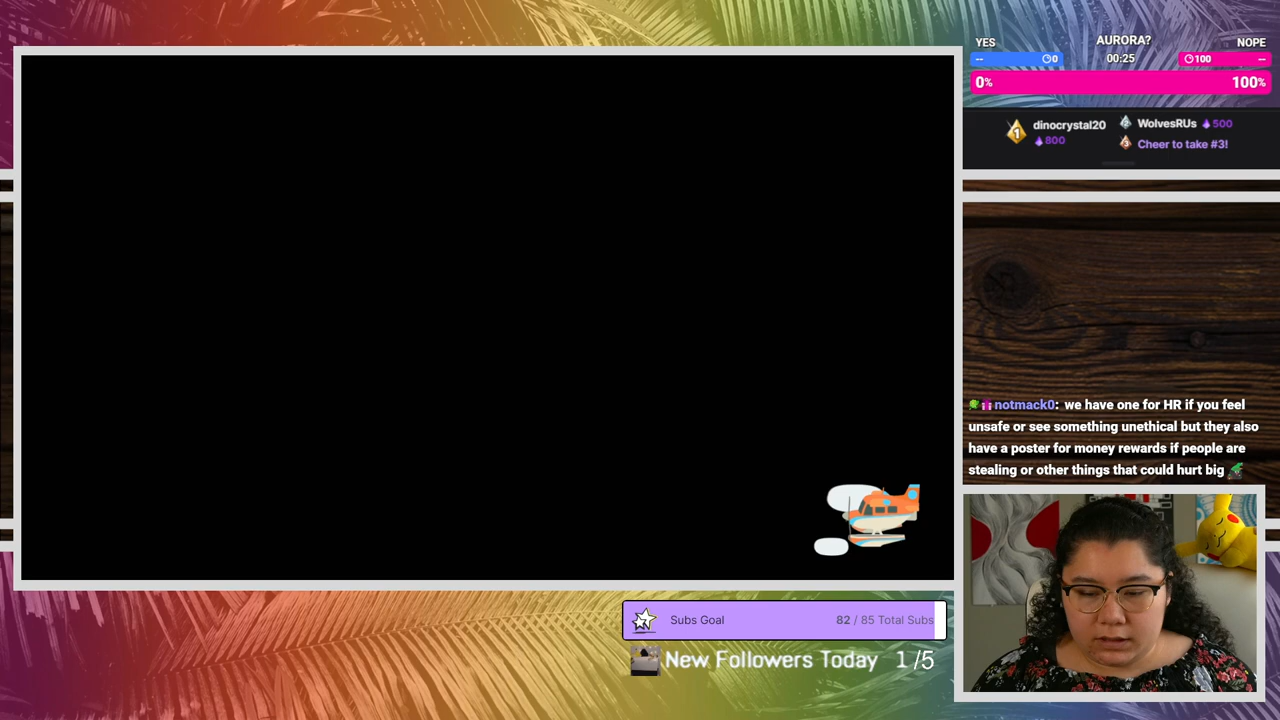 YES
AURORA?
NOPE
--
0
00:25
100
--
0%
100%
1
dinocrystal20
800
2
WolvesRUs
500
3
Cheer to take #3!
notmack0: we have one for HR if you feel
unsafe or see something unethical but they also
have a poster for money rewards if people are
stealing or other things that could hurt big
Subs Goal
82 / 85 Total Subs
New Followers Today 1 /5